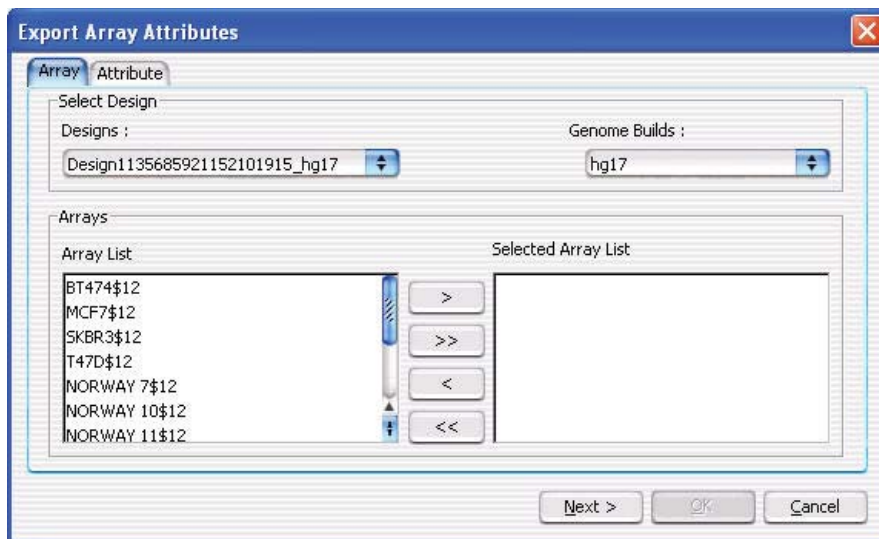 Export Array Attributes
Array Attribute
Select Design
Designs : Genome Builds :
Design1135685921152101915_hg17 hg17
Arrays
Array List Selected Array List
BT474$12
MCF7$12
SKBR3$12
T47D$12
NORWAY 7$12
NORWAY 10$12
NORWAY 11$12
>
>>
<
<<
Next > OK Cancel